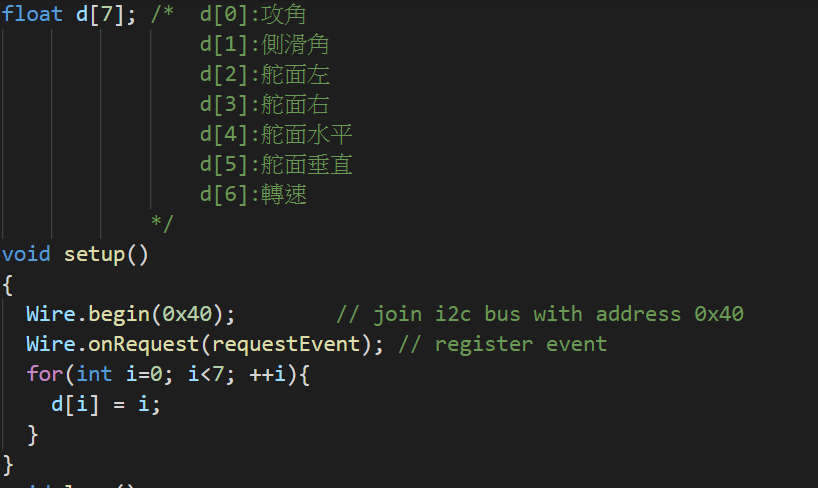 float d[7]; /*  d[0]:攻角
                d[1]:側滑角
                d[2]:舵面左
                d[3]:舵面右
                d[4]:舵面水平
                d[5]:舵面垂直
                d[6]:轉速
            */
void setup()
{
  Wire.begin(0x40);        // join i2c bus with address 0x40
  Wire.onRequest(requestEvent); // register event
  for(int i=0; i<7; ++i){
    d[i] = i;
  }
}